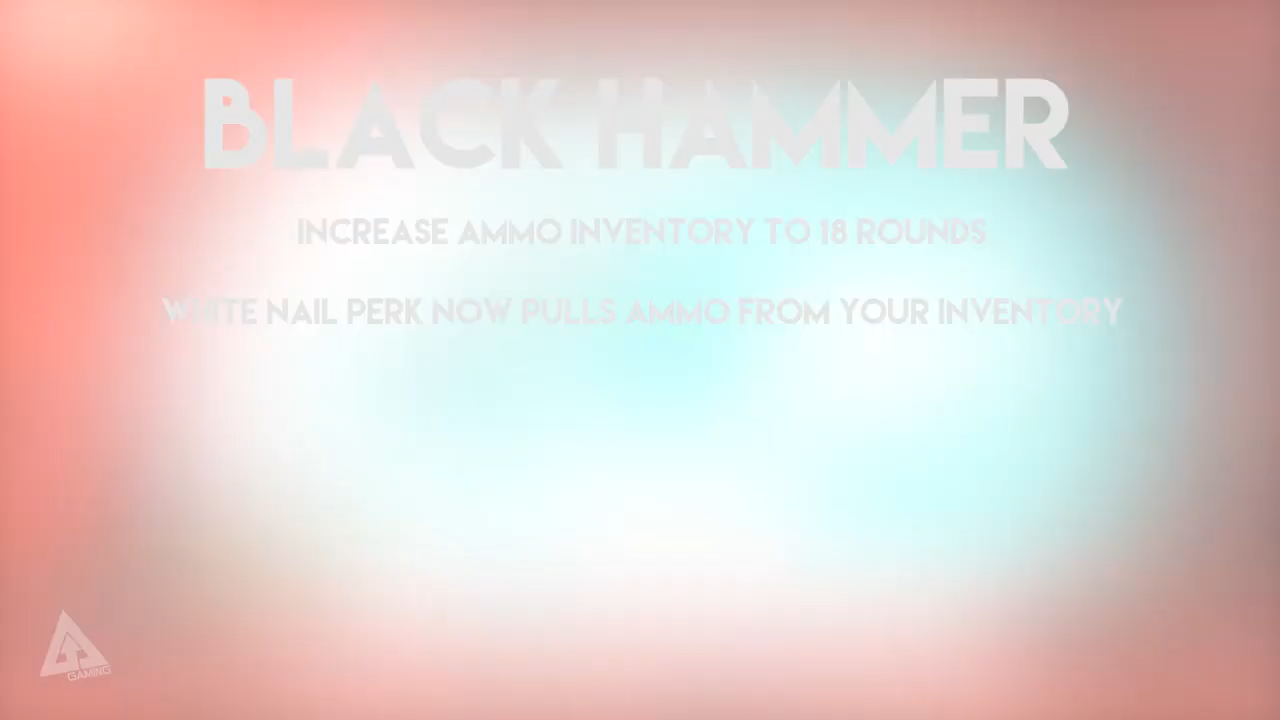 BLACK HAMMER
INCREASE AMMO INVENTORY TO 18 ROUNDS
WHITE NAIL PERK NOW PULLS AMMO FROM YOUR INVENTORY
GAMING